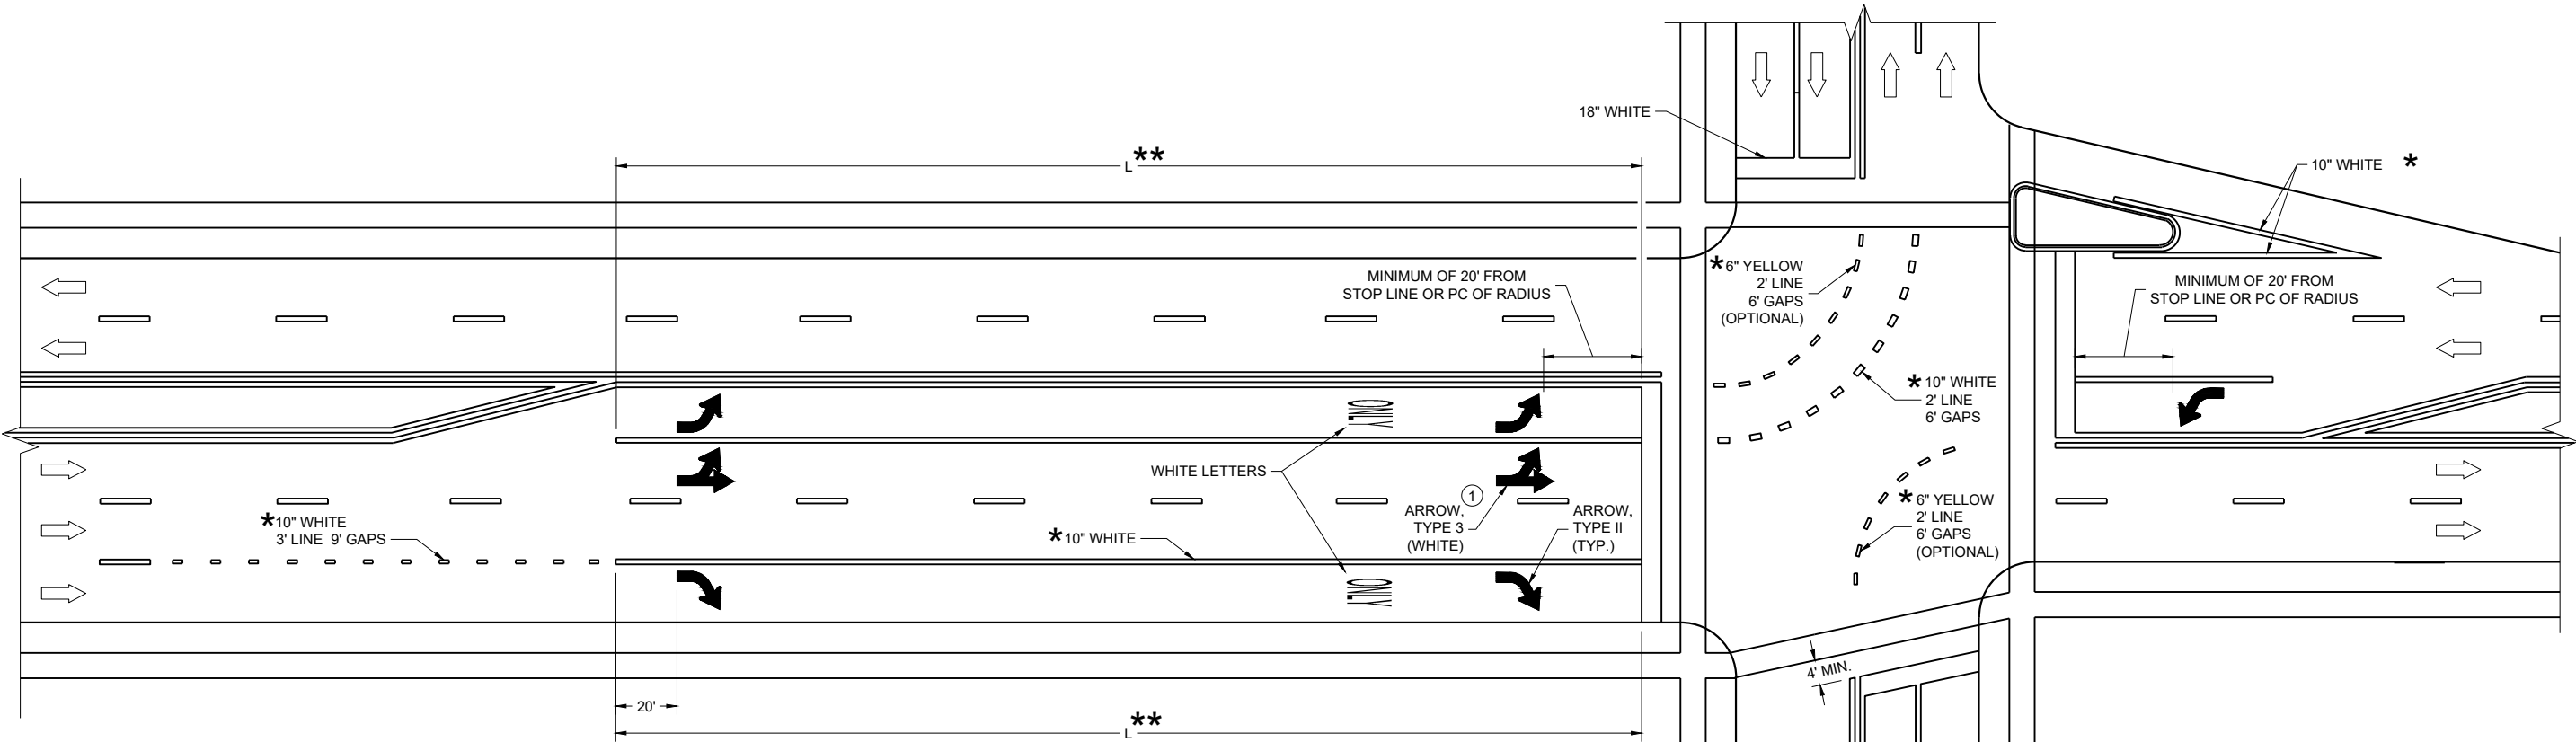 18" WHITE
L**
10" WHITE *
MINIMUM OF 20' FROM
STOP LINE OR PC OF RADIUS
*6" YELLOW
2' LINE
6' GAPS
(OPTIONAL)
MINIMUM OF 20' FROM
STOP LINE OR PC OF RADIUS
*10" WHITE
2' LINE
6' GAPS
ONLY
WHITE LETTERS
1
ARROW,
TYPE 3
(WHITE)
ARROW,
TYPE II
(TYP.)
*6" YELLOW
2' LINE
6' GAPS
(OPTIONAL)
*10" WHITE
3' LINE 9' GAPS
*10" WHITE
ONLY
4' MIN.
20'
L**